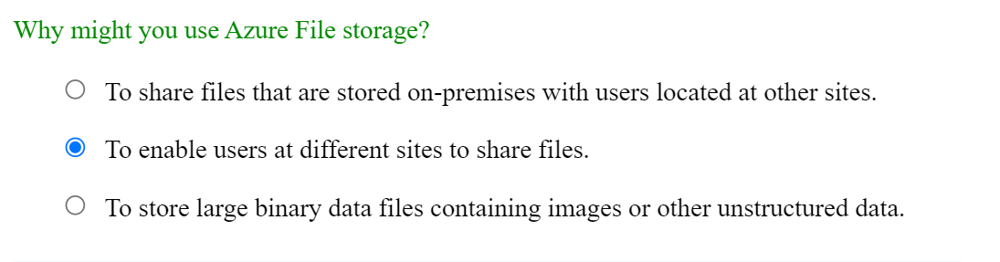 Why might you use Azure File storage?
To share files that are stored on-premises with users located at other sites.
To enable users at different sites to share files.
To store large binary data files containing images or other unstructured data.